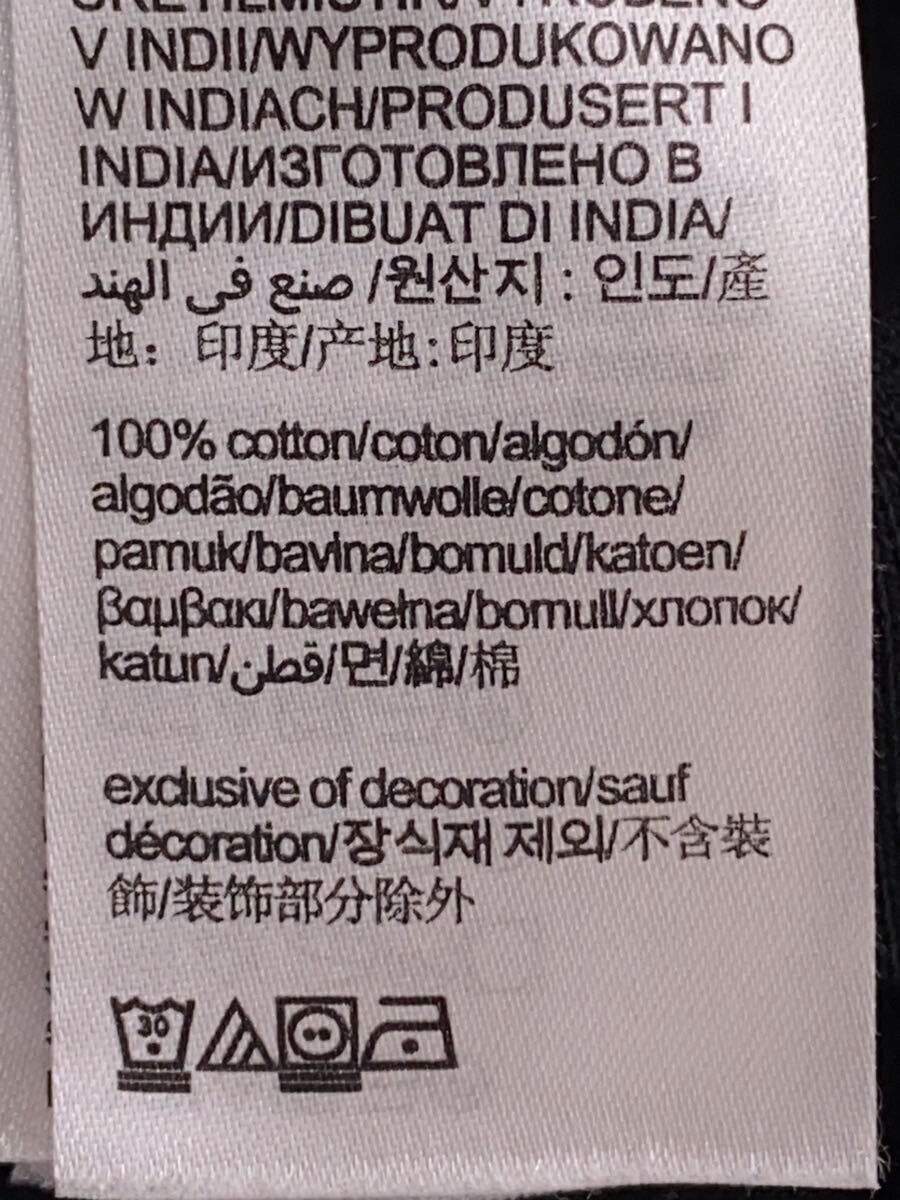 V INDII/WYPRODUKOWANO
W INDIACH/PRODUSERT I
INDIA/ИЗГОТОВЛЕНО В
ИНДИИ/DIBUAT DI INDIA/
صنع في الهند /원산지 : 인도/產
地：印度/产地:印度
100% cotton/coton/algodón/
algodão/baumwolle/cotone/
pamuk/bavlna/bomuld/katoen/
βαμβακι/bawełna/bomull/хлопок/
katun/قطن/면/綿/棉
exclusive of decoration/sauf
décoration/장식재 제외/不含裝
飾/装饰部分除外
30